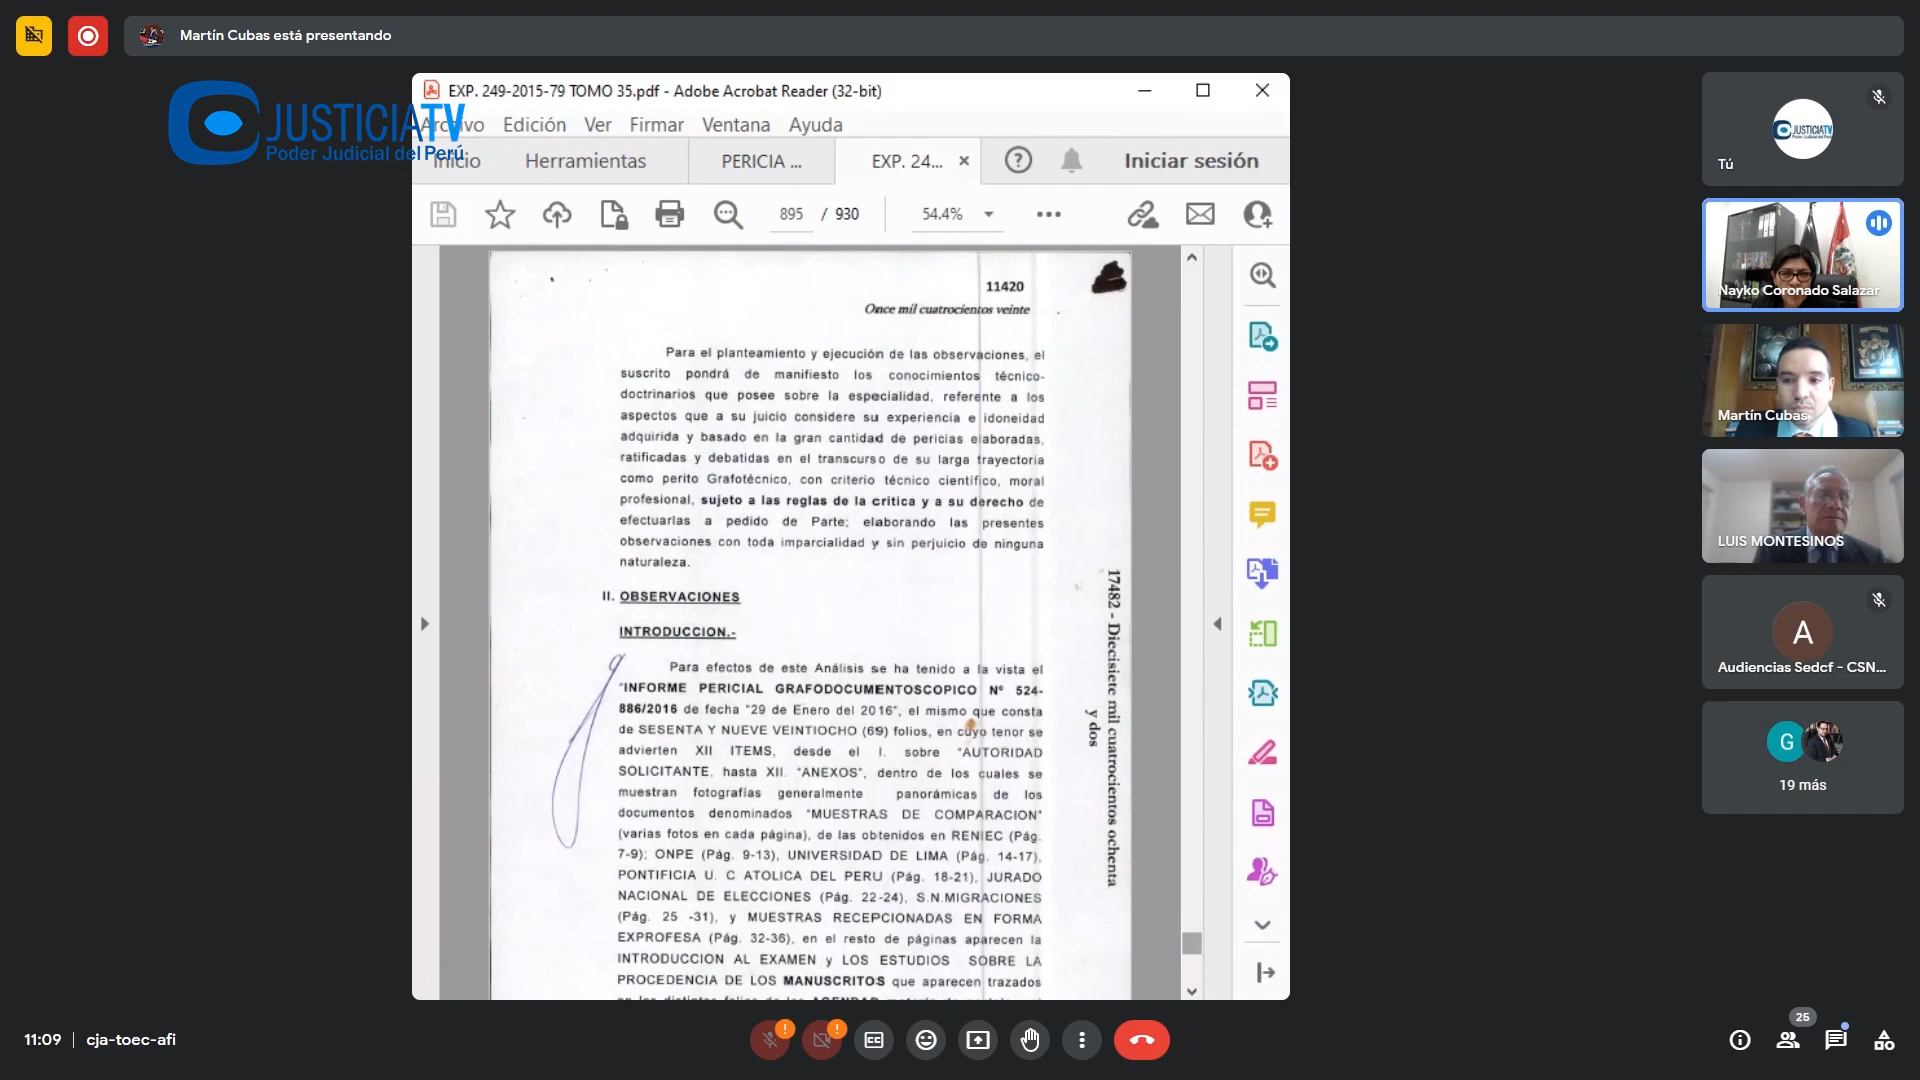 Martín Cubas está presentando
JUSTICIATV
Poder Judicial del Perú
EXP. 249-2015-79 TOMO 35.pdf - Adobe Acrobat Reader (32-bit)
Archivo Edición Ver Firmar Ventana Ayuda
Inicio Herramientas PERICIA ... EXP. 24... Iniciar sesión
895 / 930 54.4%
11420
Once mil cuatrocientos veinte
Para el planteamiento y ejecución de las observaciones, el
suscrito pondrá de manifiesto los conocimientos técnico-
doctrinarios que posee sobre la especialidad, referente a los
aspectos que a su juicio considere su experiencia e idoneidad
adquirida y basado en la gran cantidad de pericias elaboradas,
ratificadas y debatidas en el transcurso de su larga trayectoria
como perito Grafotécnico, con criterio técnico científico, moral
profesional, sujeto a las reglas de la crítica y a su derecho de
efectuarlas a pedido de Parte; elaborando las presentes
observaciones con toda imparcialidad y sin perjuicio de ninguna
naturaleza.
II. OBSERVACIONES
INTRODUCCION.-
Para efectos de este Análisis se ha tenido a la vista el
"INFORME PERICIAL GRAFODOCUMENTOSCOPICO Nº 524-
886/2016 de fecha "29 de Enero del 2016", el mismo que consta
de SESENTA Y NUEVE VEINTIOCHO (69) folios, en cuyo tenor se
advierten XII ITEMS, desde el I. sobre "AUTORIDAD
SOLICITANTE, hasta XII. "ANEXOS", dentro de los cuales se
muestran fotografías generalmente panorámicas de los
documentos denominados "MUESTRAS DE COMPARACION"
(varias fotos en cada página), de las obtenidos en RENIEC (Pág.
7-9); ONPE (Pág. 9-13), UNIVERSIDAD DE LIMA (Pág. 14-17),
PONTIFICIA U. C ATOLICA DEL PERU (Pág. 18-21), JURADO
NACIONAL DE ELECCIONES (Pág. 22-24), S.N.MIGRACIONES
(Pág. 25 -31), y MUESTRAS RECEPCIONADAS EN FORMA
EXPROFESA (Pág. 32-36), en el resto de páginas aparecen la
INTRODUCCION AL EXAMEN y LOS ESTUDIOS SOBRE LA
PROCEDENCIA DE LOS MANUSCRITOS que aparecen trazados
17482 - Diecisiete mil cuatrocientos ochenta
y dos
JUSTICIATV
Poder Judicial del Perú
Tú
Nayko Coronado Salazar
Martín Cubas
LUIS MONTESINOS
A
Audiencias Sedcf - CSN...
G
19 más
11:09 | cja-toec-afi
25